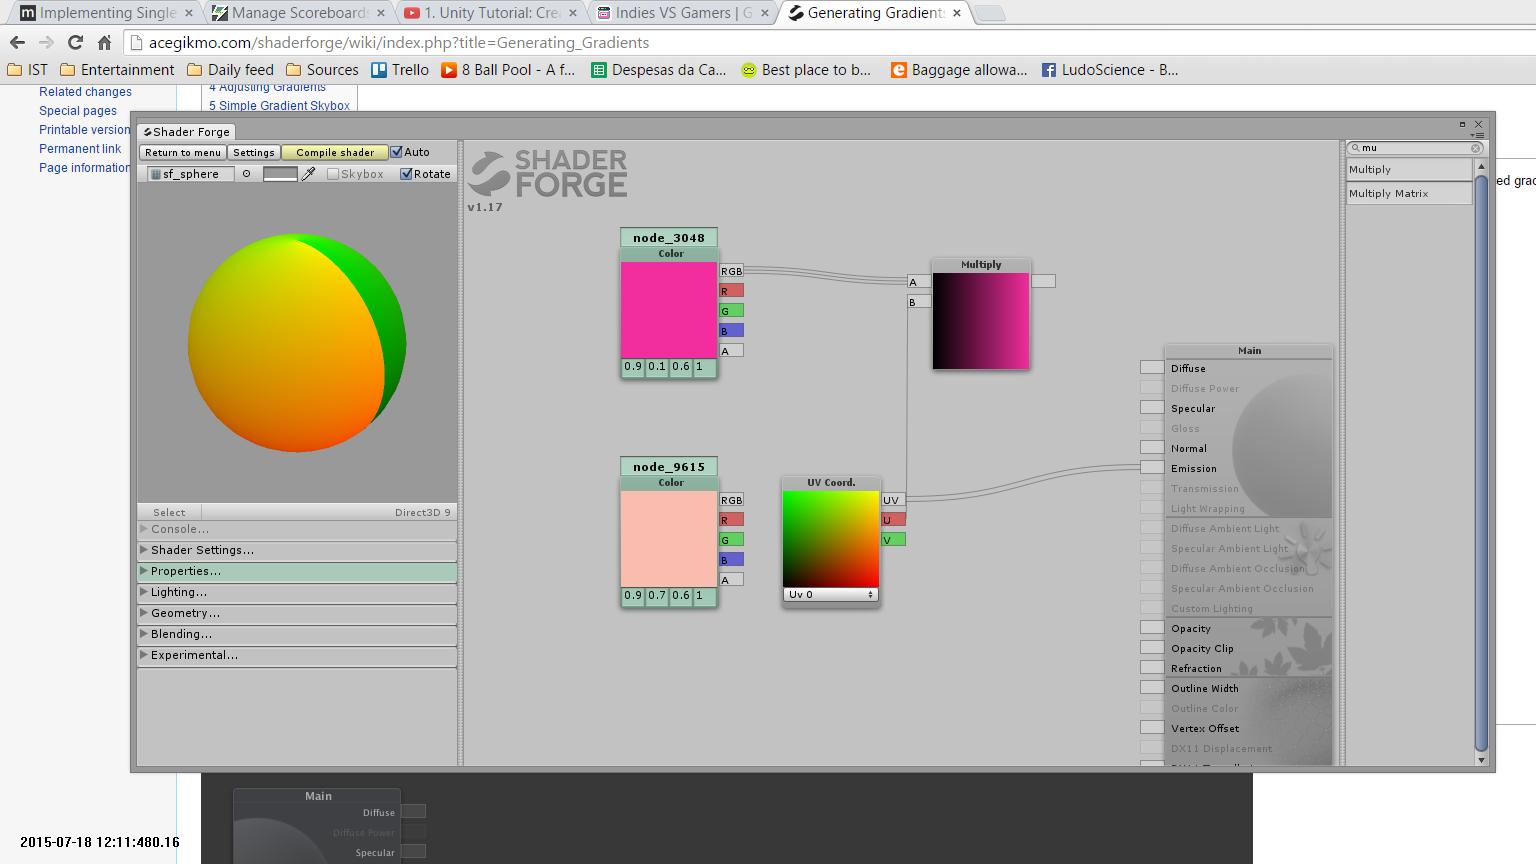 Implementing Single
Manage Scoreboards
1. Unity Tutorial: Cre
Indies VS Gamers | G
Generating Gradient
acegikmo.com/shaderforge/wiki/index.php?title=Generating_Gradients
IST
Entertainment
Daily feed
Sources
Trello
8 Ball Pool - A f...
Despesas da Ca...
Best place to b...
Baggage allowa...
LudoScience - B...
Related changes
Special pages
Printable version
Permanent link
Page information
4 Adjusting Gradients
5 Simple Gradient Skybox
Shader Forge
Return to menu
Settings
Compile shader
Auto
sf_sphere
Skybox
Rotate
SHADER
FORGE
v1.17
mu
Multiply
Multiply Matrix
ed grad
node_3048
Color
RGB
R
G
B
A
0.9 0.1 0.6 1
Multiply
A
B
node_9615
Color
RGB
R
G
B
A
0.9 0.7 0.6 1
UV Coord.
UV
U
V
Uv 0
Main
Diffuse
Diffuse Power
Specular
Gloss
Normal
Emission
Transmission
Light Wrapping
Diffuse Ambient Light
Specular Ambient Light
Diffuse Ambient Occlusion
Specular Ambient Occlusion
Custom Lighting
Opacity
Opacity Clip
Refraction
Outline Width
Outline Color
Vertex Offset
DX11 Displacement
Select
Direct3D 9
Console...
Shader Settings...
Properties...
Lighting...
Geometry...
Blending...
Experimental...
Main
Diffuse
Diffuse Power
Specular
2015-07-18 12:11:480.16